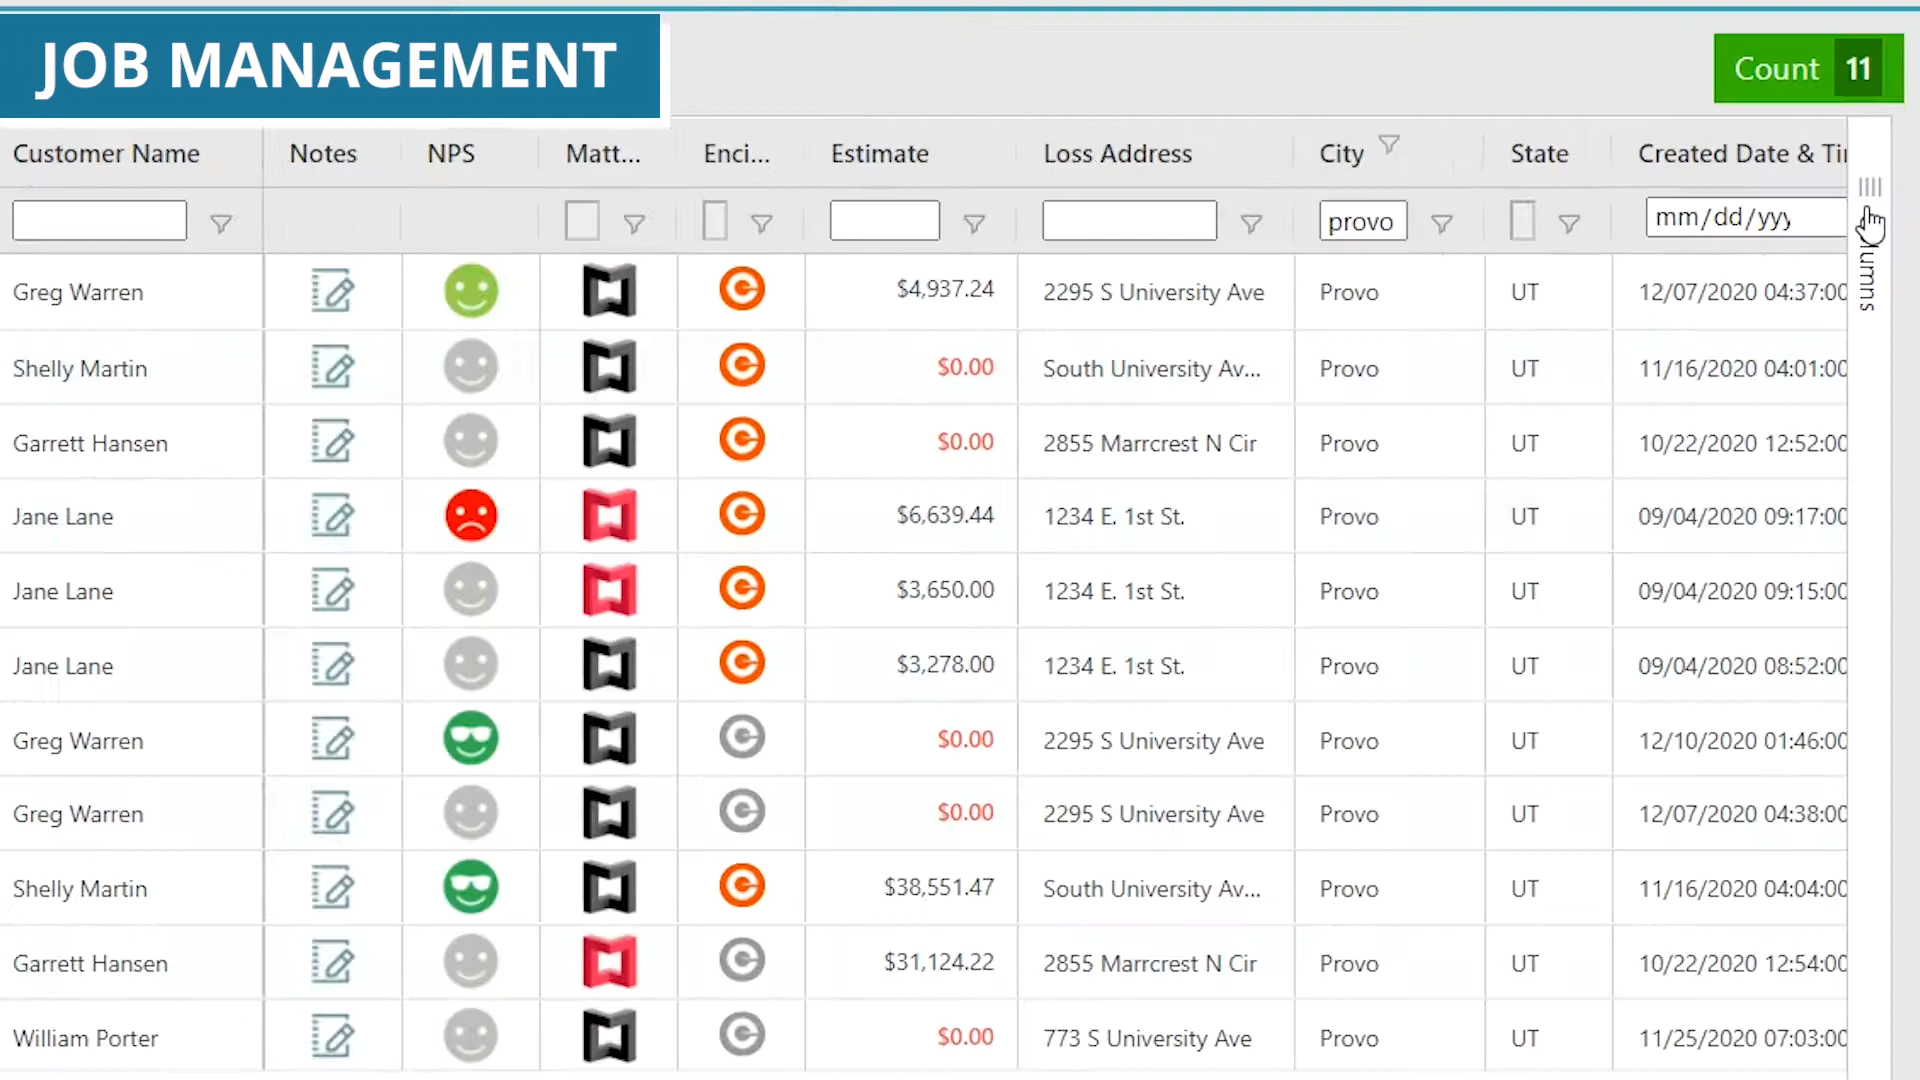 JOB MANAGEMENT
Count 11
Customer Name Notes NPS Matt... Enci... Estimate Loss Address City State Created Date & Ti
provo mm/dd/yyy
Greg Warren $4,937.24 2295 S University Ave Provo UT 12/07/2020 04:37:00
Shelly Martin $0.00 South University Av... Provo UT 11/16/2020 04:01:00
Garrett Hansen $0.00 2855 Marrcrest N Cir Provo UT 10/22/2020 12:52:00
Jane Lane $6,639.44 1234 E. 1st St. Provo UT 09/04/2020 09:17:00
Jane Lane $3,650.00 1234 E. 1st St. Provo UT 09/04/2020 09:15:00
Jane Lane $3,278.00 1234 E. 1st St. Provo UT 09/04/2020 08:52:00
Greg Warren $0.00 2295 S University Ave Provo UT 12/10/2020 01:46:00
Greg Warren $0.00 2295 S University Ave Provo UT 12/07/2020 04:38:00
Shelly Martin $38,551.47 South University Av... Provo UT 11/16/2020 04:04:00
Garrett Hansen $31,124.22 2855 Marrcrest N Cir Provo UT 10/22/2020 12:54:00
William Porter $0.00 773 S University Ave Provo UT 11/25/2020 07:03:00